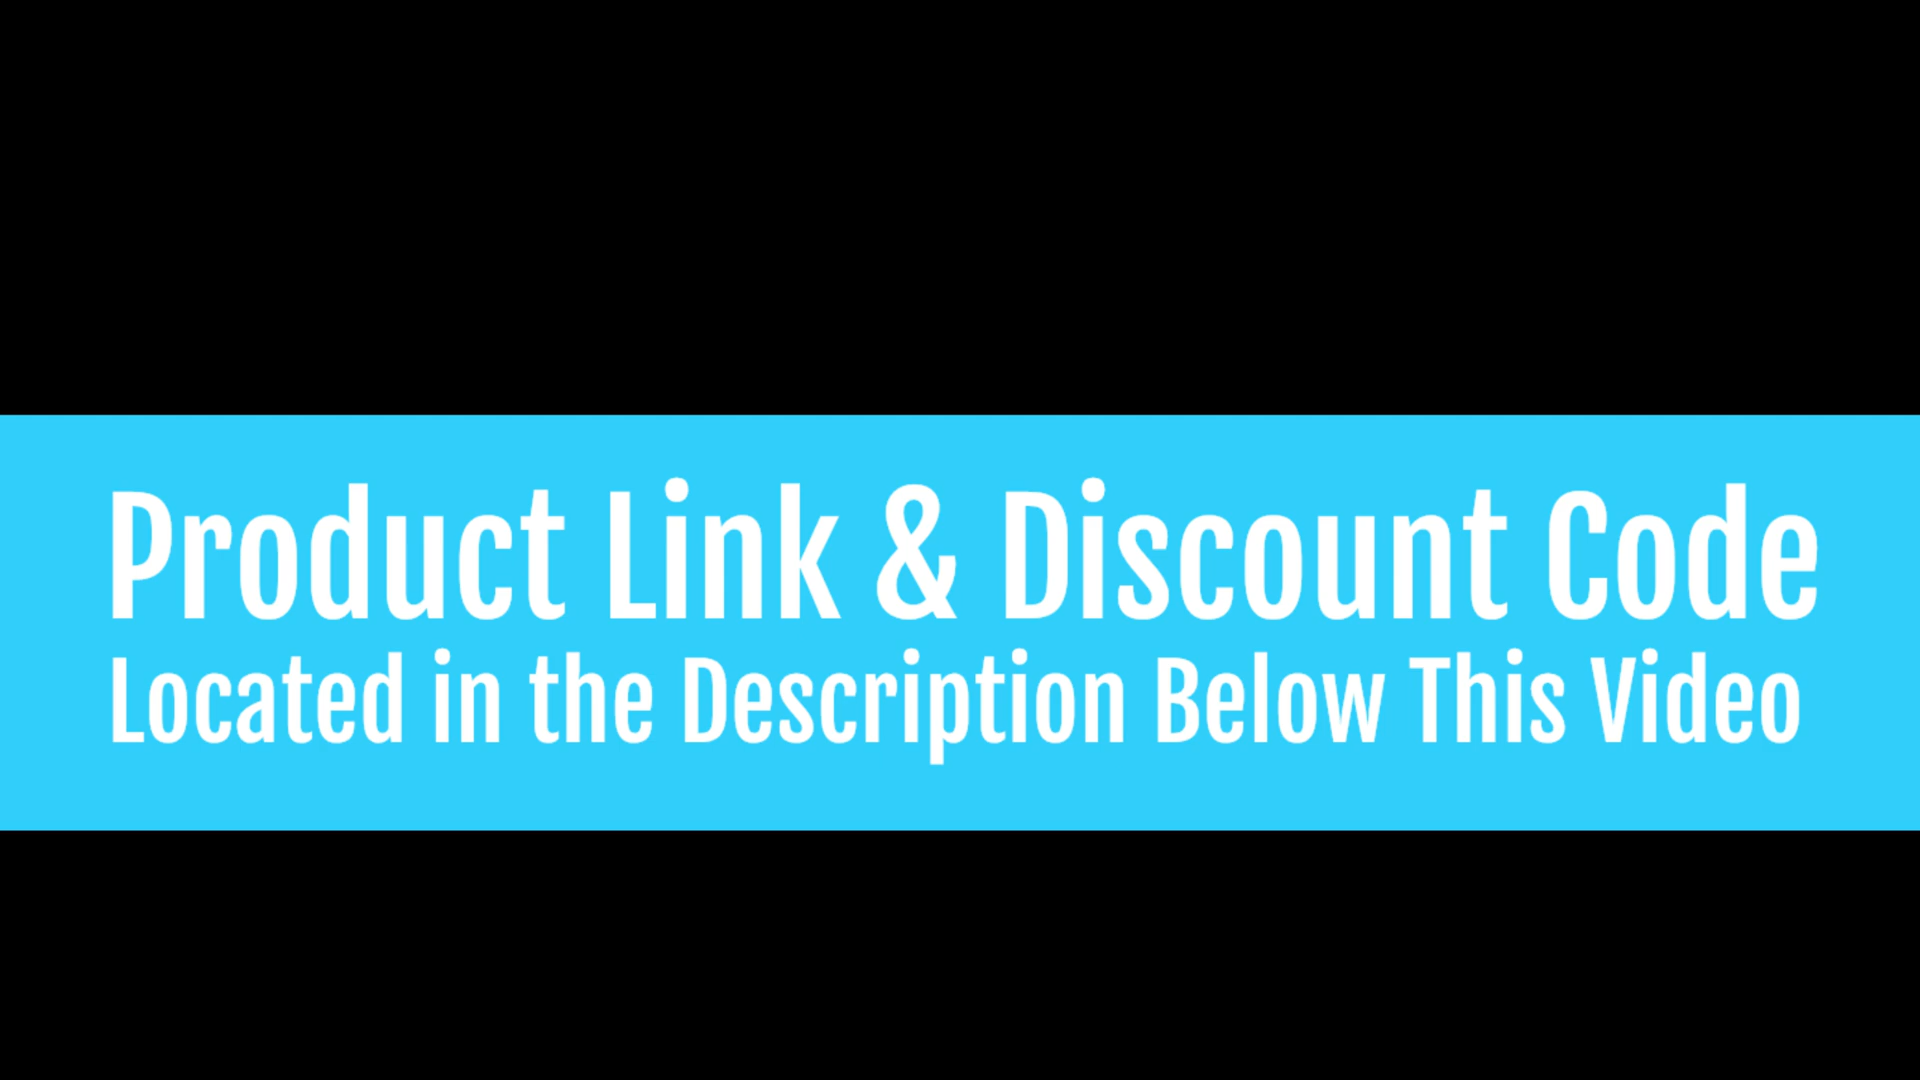 Product Link & Discount Code
Located in the Description Below This Video